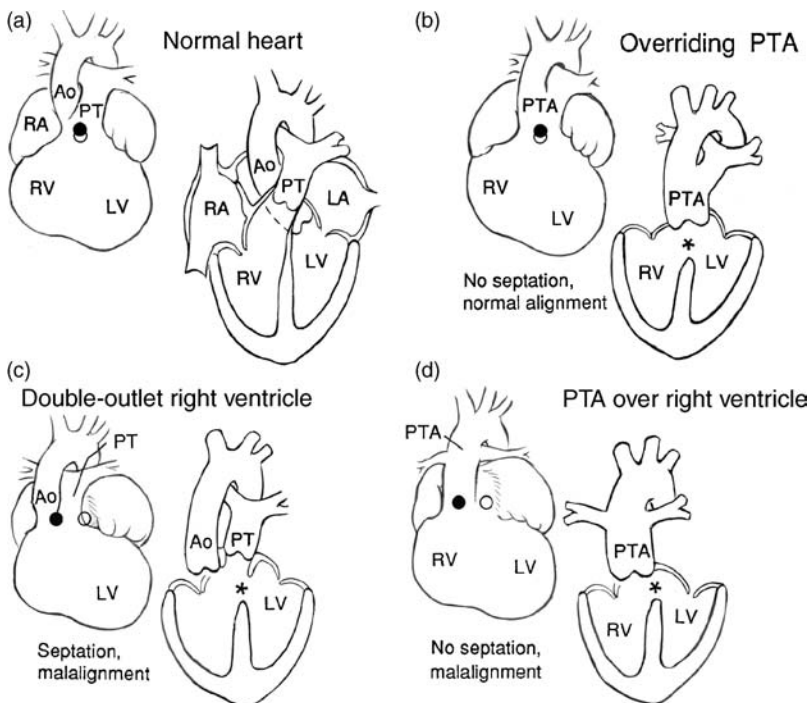 (a)
Normal heart
Ao
PT
RA
RV
LV
Ao
PT
LA
RA
RV
LV
(b)
Overriding PTA
PTA
RV
LV
PTA
*
RV
LV
No septation,
normal alignment
(c)
Double-outlet right ventricle
PT
Ao
LV
Ao
PT
*
LV
Septation,
malalignment
(d)
PTA over right ventricle
PTA
RV
LV
PTA
*
RV
LV
No septation,
malalignment